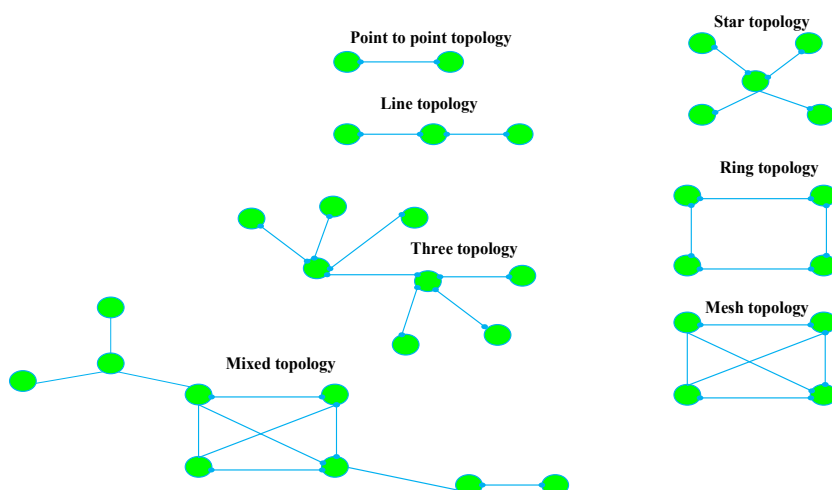 Star topology
Point to point topology
Line topology
Ring topology
Three topology
Mesh topology
Mixed topology